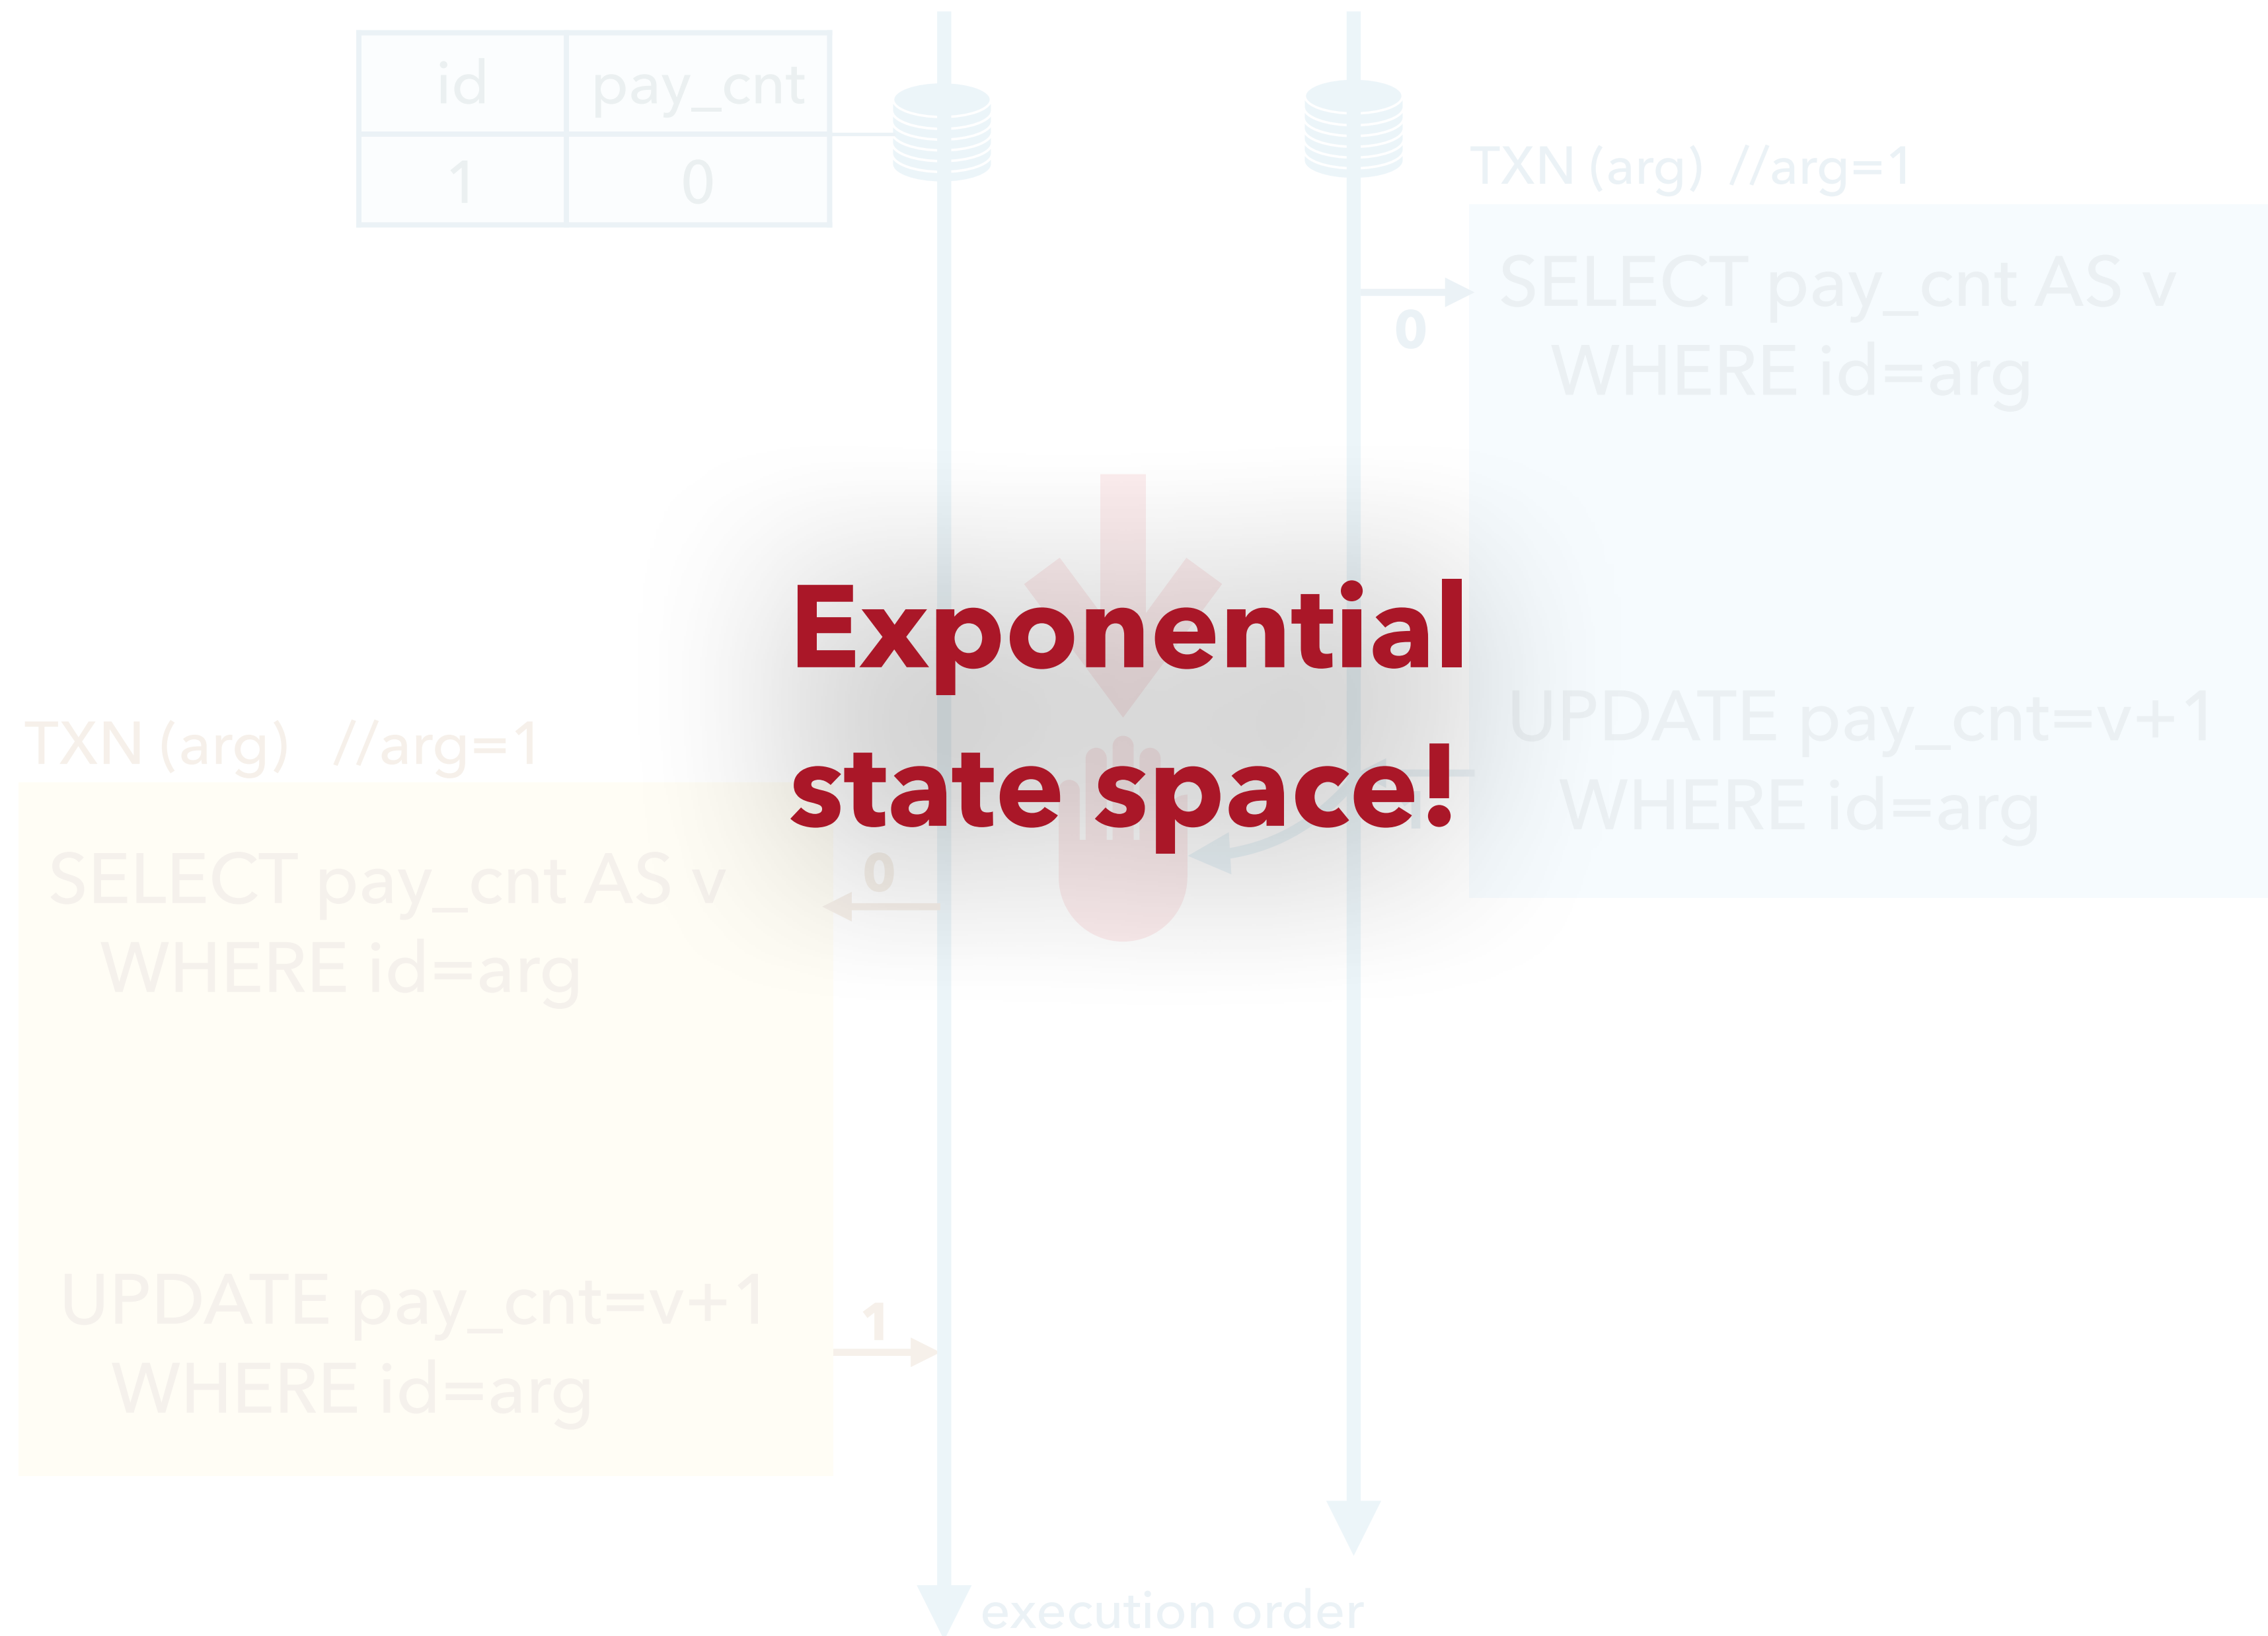 id pay_cnt
1 0
TXN (arg) //arg=1
SELECT pay_cnt AS v
WHERE id=arg
0
Exponential
state space!
UPDATE pay_cnt=v+1
WHERE id=arg
1
TXN (arg) //arg=1
SELECT pay_cnt AS v
WHERE id=arg
0
UPDATE pay_cnt=v+1
WHERE id=arg
1
execution order